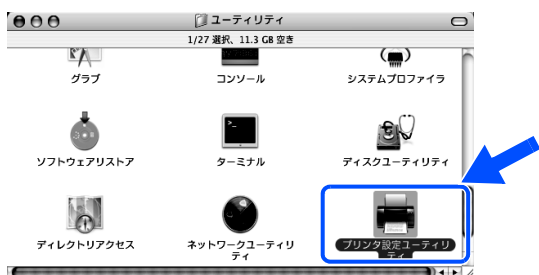 ユーティリティ
1/27 選択、11.3 GB 空き
グラブ
コンソール
システムプロファイラ
ソフトウェアリストア
ターミナル
ディスクユーティリティ
ディレクトリアクセス
ネットワークユーティリ
ティ
プリンタ設定ユーティリ
ティ